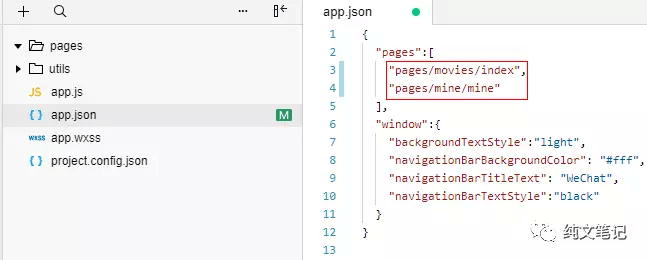 app.json
pages
utils
JS app.js
{ } app.json M
wxss app.wxss
{ } project.config.json
1 {
2 "pages":[
3 "pages/movies/index",
4 "pages/mine/mine"
5 ],
6 "window":{
7 "backgroundTextStyle":"light",
8 "navigationBarBackgroundColor": "#fff",
9 "navigationBarTitleText": "WeChat",
10 "navigationBarTextStyle":"black"
11 }
12 }
13
纯文笔记